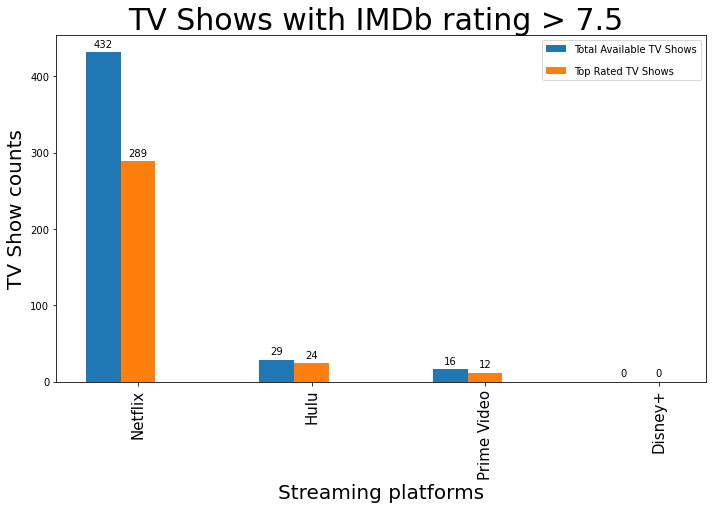 TV Shows with IMDb rating > 7.5
Total Available TV Shows
Top Rated TV Shows
TV Show counts
400
300
200
100
0
432
289
29
24
16
12
0
0
Netflix
Hulu
Prime Video
Disney+
Streaming platforms